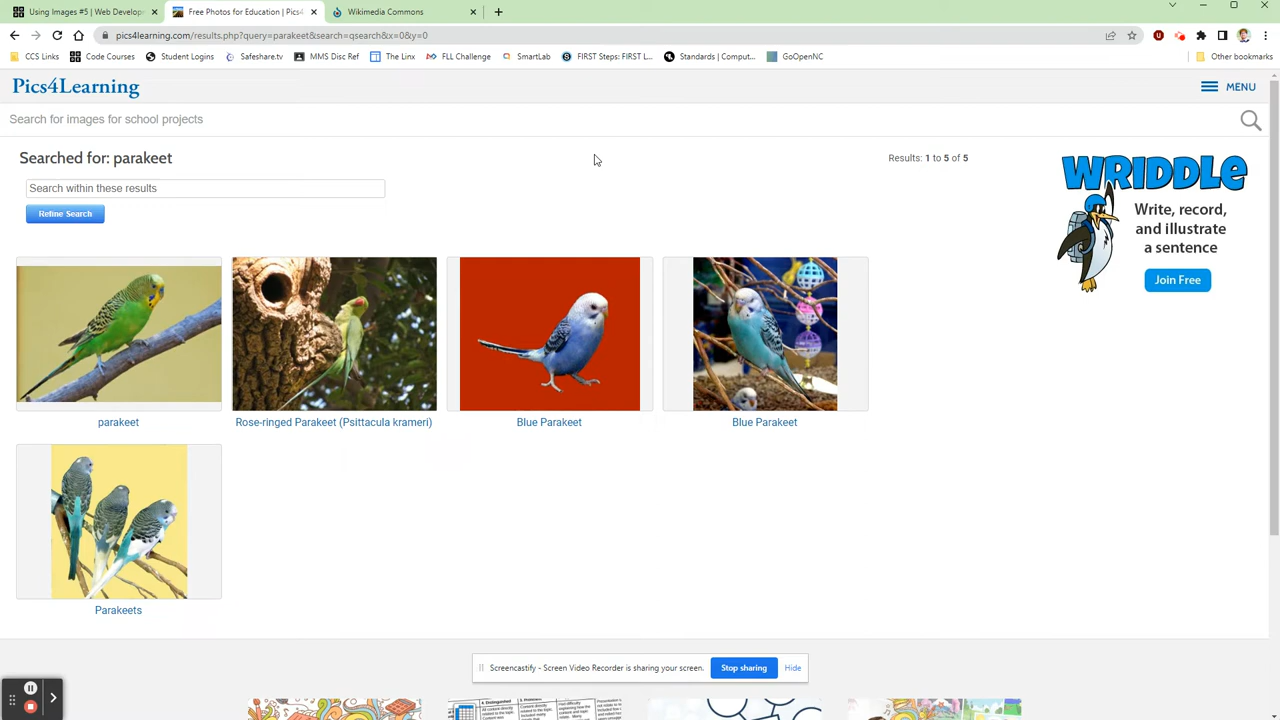 Using Images #5 | Web Develop
Free Photos for Education | Pics4
Wikimedia Commons
pics4learning.com/results.php?query=parakeet&search=qsearch&x=0&y=0
CCS Links
Code Courses
Student Logins
Safeshare.tv
MMS Disc Ref
The Linx
FLL Challenge
SmartLab
FIRST Steps: FIRST L...
Standards | Comput...
GoOpenNC
Other bookmarks
Pics4Learning
MENU
Search for images for school projects
Searched for: parakeet
Results: 1 to 5 of 5
Search within these results
Refine Search
WRIDDLE
Write, record,
and illustrate
a sentence
Join Free
parakeet
Rose-ringed Parakeet (Psittacula krameri)
Blue Parakeet
Blue Parakeet
Parakeets
Screencastify - Screen Video Recorder is sharing your screen.
Stop sharing
Hide